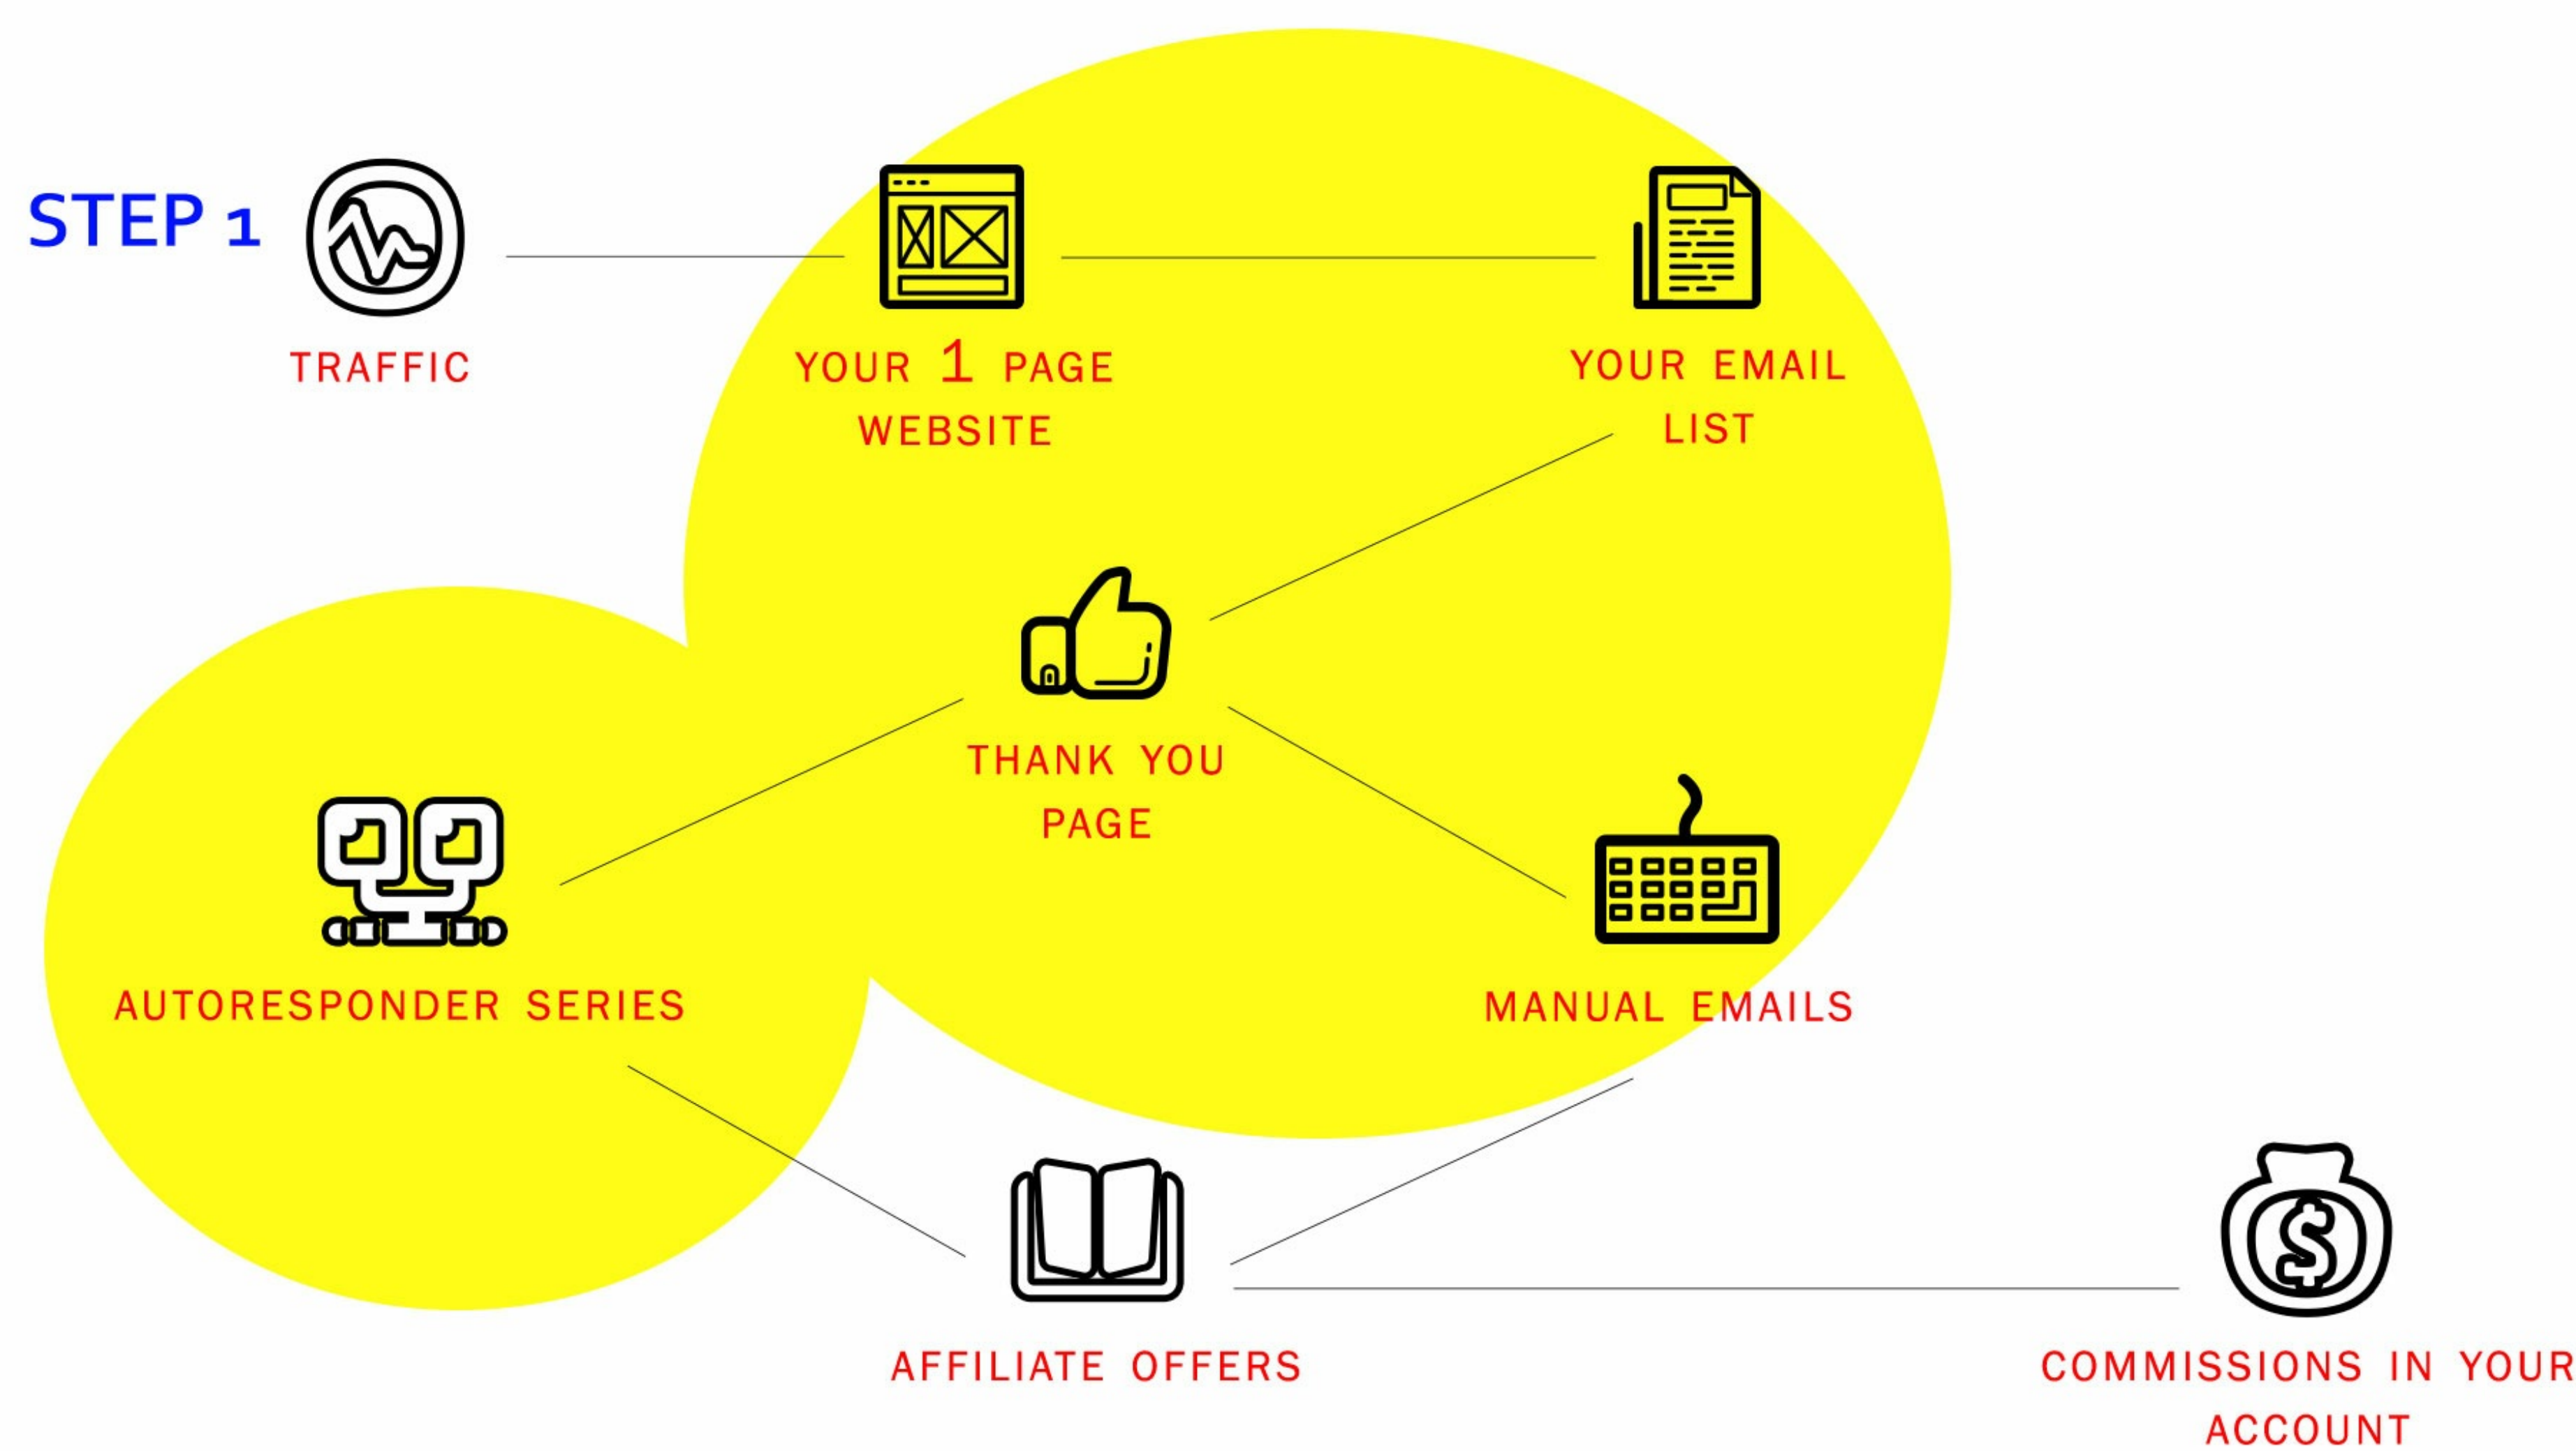 STEP 1
TRAFFIC
YOUR 1 PAGE
WEBSITE
YOUR EMAIL
LIST
THANK YOU
PAGE
AUTORESPONDER SERIES
MANUAL EMAILS
AFFILIATE OFFERS
COMMISSIONS IN YOUR
ACCOUNT